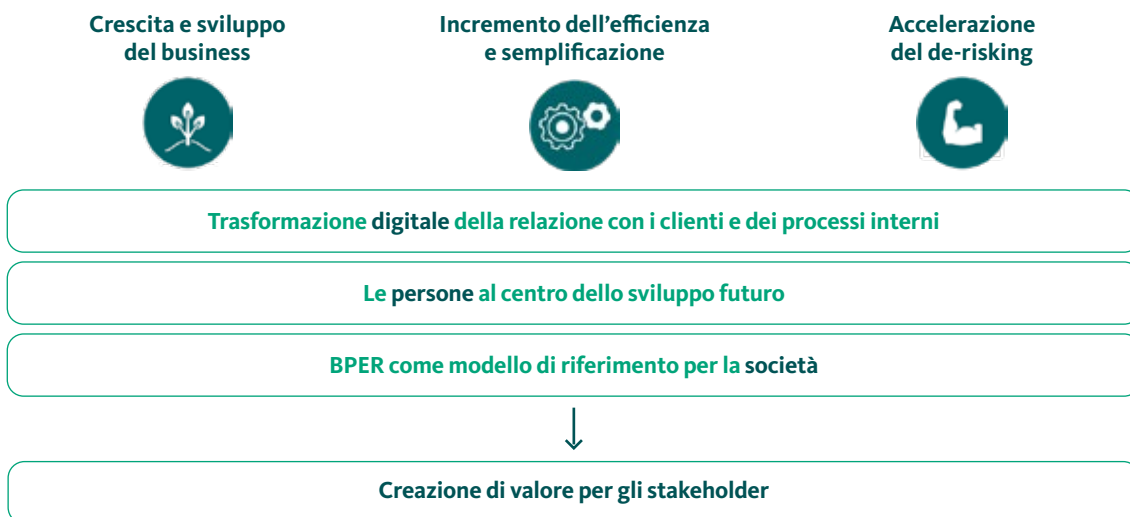 Crescita e sviluppo
del business
Incremento dell'efficienza
e semplificazione
Accelerazione
del de-risking
Trasformazione digitale della relazione con i clienti e dei processi interni
Le persone al centro dello sviluppo futuro
BPER come modello di riferimento per la società
Creazione di valore per gli stakeholder